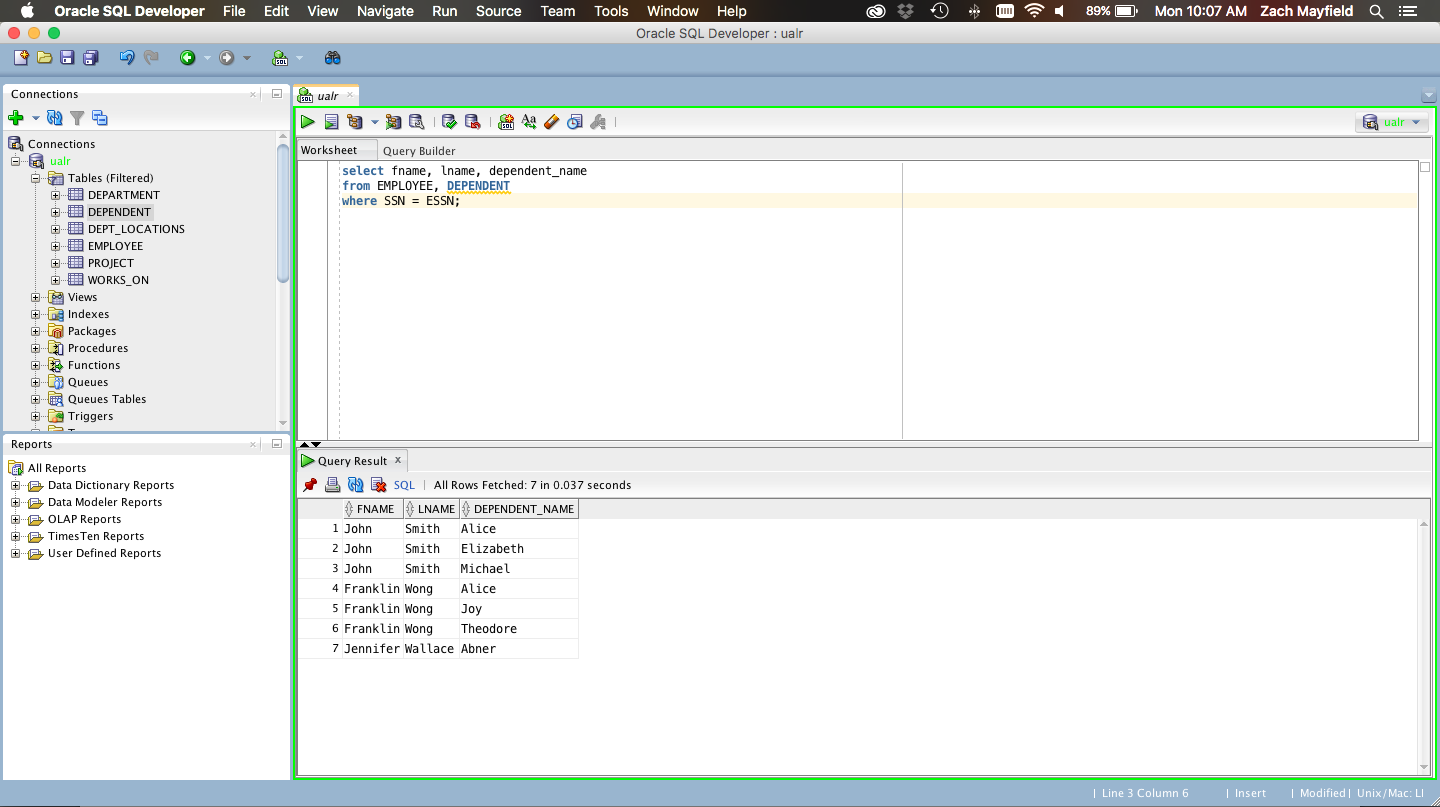 Oracle SQL Developer File Edit View Navigate Run Source Team Tools Window Help 89% Mon 10:07 AM Zach Mayfield
Oracle SQL Developer : ualr
Connections
Connections
ualr
Tables (Filtered)
DEPARTMENT
DEPENDENT
DEPT_LOCATIONS
EMPLOYEE
PROJECT
WORKS_ON
Views
Indexes
Packages
Procedures
Functions
Queues
Queues Tables
Triggers
Reports
All Reports
Data Dictionary Reports
Data Modeler Reports
OLAP Reports
TimesTen Reports
User Defined Reports
ualr
ualr
Worksheet Query Builder
select fname, lname, dependent_name
from EMPLOYEE, DEPENDENT
where SSN = ESSN;
Query Result x
SQL | All Rows Fetched: 7 in 0.037 seconds
FNAME LNAME DEPENDENT_NAME
1 John Smith Alice
2 John Smith Elizabeth
3 John Smith Michael
4 Franklin Wong Alice
5 Franklin Wong Joy
6 Franklin Wong Theodore
7 Jennifer Wallace Abner
| Line 3 Column 6 | Insert | Modified | Unix/Mac: LI